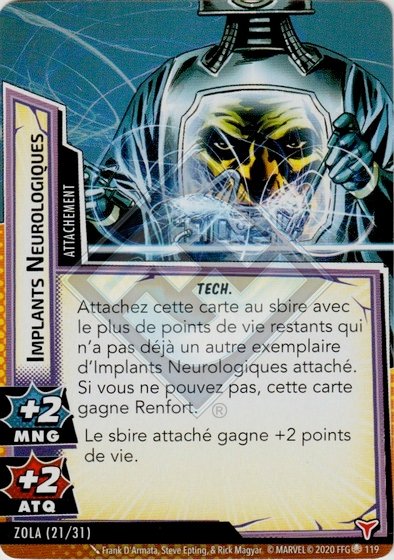 IMPLANTS NEUROLOGIQUES
ATTACHEMENT
TECH.
Attachez cette carte au sbire avec
le plus de points de vie restants qui
n'a pas déjà un autre exemplaire
d'Implants Neurologiques attaché.
Si vous ne pouvez pas, cette carte
gagne Renfort.
®
Le sbire attaché gagne +2 points
de vie.
+2
MNG
+2
ATQ
ZOLA (21/31)
Frank D'Armata, Steve Epting, & Rick Magyar © MARVEL © 2020 FFG 119